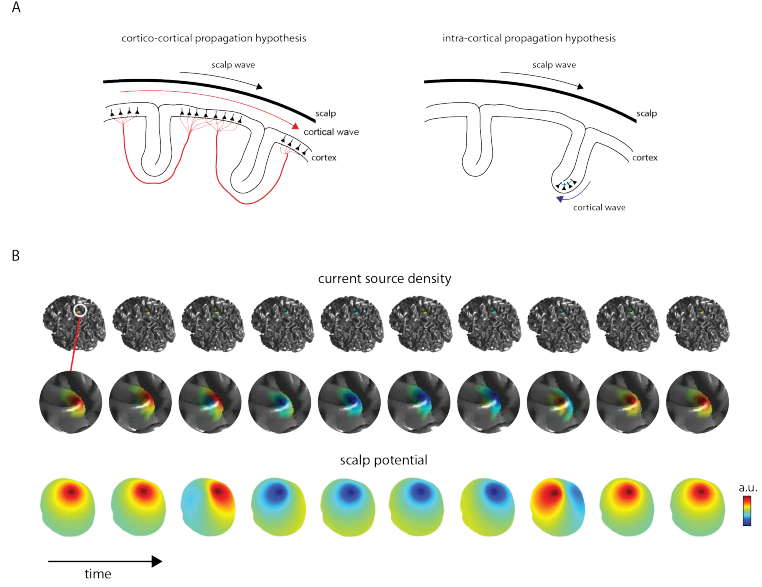 A
cortico-cortical propagation hypothesis
scalp wave
scalp
cortical wave
cortex
intra-cortical propagation hypothesis
scalp wave
scalp
cortex
cortical wave
B
current source density
scalp potential
a.u.
time